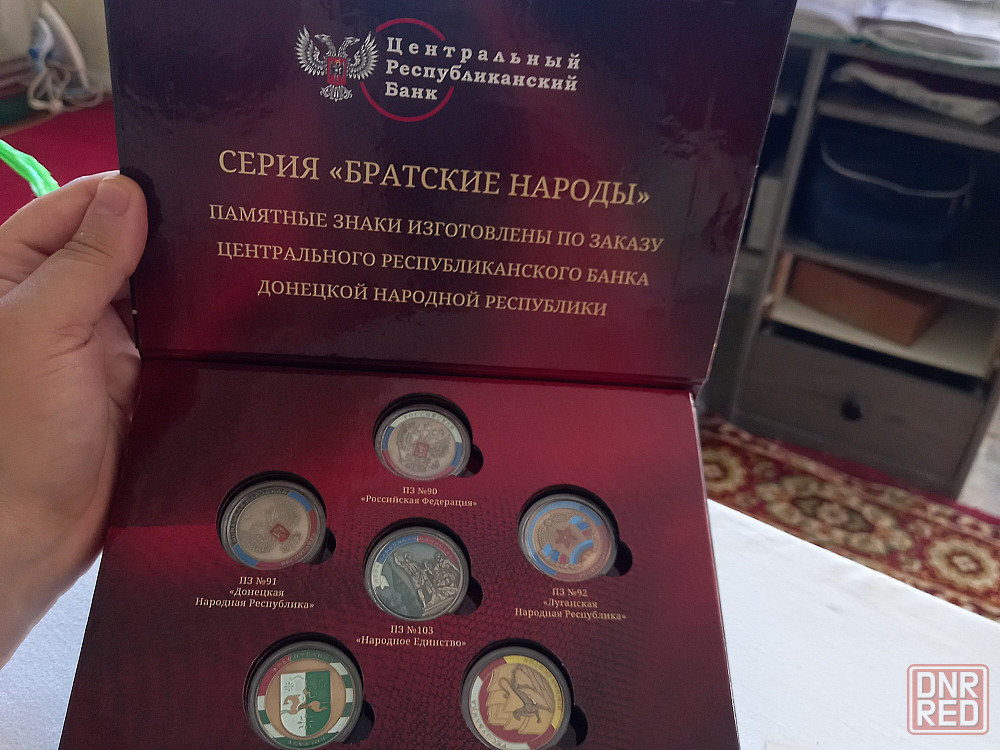 Центральный
Республиканский
Банк
СЕРИЯ «БРАТСКИЕ НАРОДЫ»
ПАМЯТНЫЕ ЗНАКИ ИЗГОТОВЛЕНЫ ПО ЗАКАЗУ
ЦЕНТРАЛЬНОГО РЕСПУБЛИКАНСКОГО БАНКА
ДОНЕЦКОЙ НАРОДНОЙ РЕСПУБЛИКИ
ПЗ №90
«Российская Федерация»
ПЗ №91
«Донецкая
Народная Республика»
ПЗ №92
«Луганская
Народная Республика»
ПЗ №103
«Народное Единство»
DNR
RED